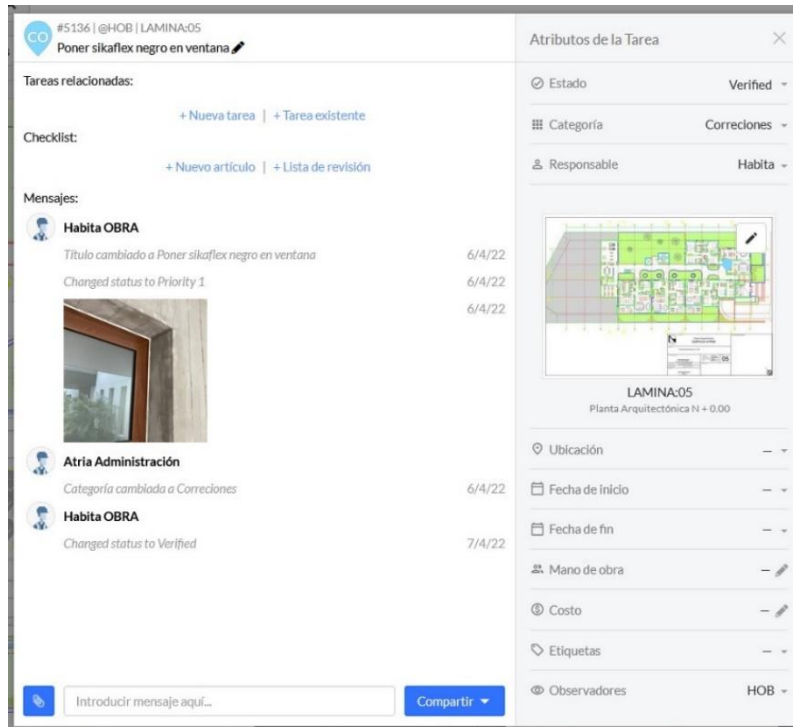 CO
#5136 | @HOB | LAMINA:05
Poner sikaflex negro en ventana
Tareas relacionadas:
+ Nueva tarea | + Tarea existente
Checklist:
+ Nuevo artículo | + Lista de revisión
Mensajes:
Habita OBRA
Título cambiado a Poner sikaflex negro en ventana 6/4/22
Changed status to Priority 1 6/4/22
6/4/22
Atria Administración
Categoría cambiada a Correciones 6/4/22
Habita OBRA
Changed status to Verified 7/4/22
Introducir mensaje aquí...
Compartir
Atributos de la Tarea
Estado Verified
Categoría Correciones
Responsable Habita
05
LAMINA:05
Planta Arquitectónica N + 0.00
Ubicación –
Fecha de inicio –
Fecha de fin –
Mano de obra –
Costo –
Etiquetas –
Observadores HOB